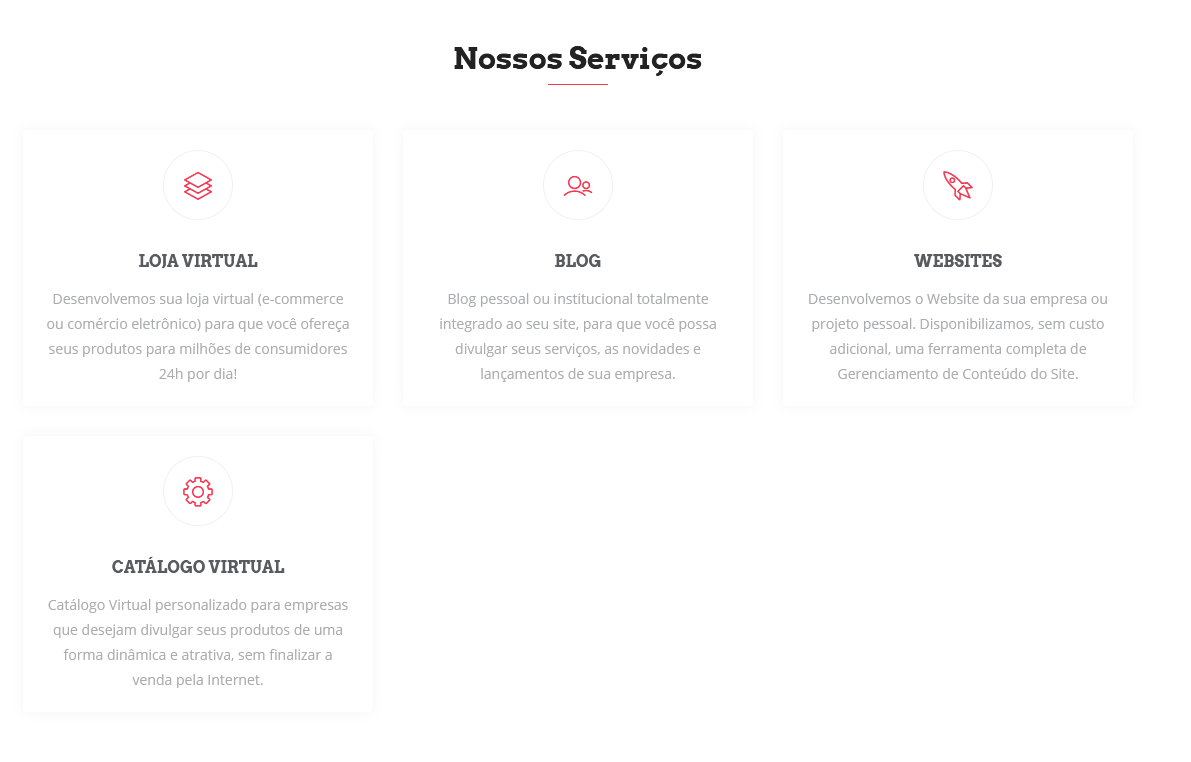 Nossos Serviços
LOJA VIRTUAL
Desenvolvemos sua loja virtual (e-commerce
ou comércio eletrônico) para que você ofereça
seus produtos para milhões de consumidores
24h por dia!
BLOG
Blog pessoal ou institucional totalmente
integrado ao seu site, para que você possa
divulgar seus serviços, as novidades e
lançamentos de sua empresa.
WEBSITES
Desenvolvemos o Website da sua empresa ou
projeto pessoal. Disponibilizamos, sem custo
adicional, uma ferramenta completa de
Gerenciamento de Conteúdo do Site.
CATÁLOGO VIRTUAL
Catálogo Virtual personalizado para empresas
que desejam divulgar seus produtos de uma
forma dinâmica e atrativa, sem finalizar a
venda pela Internet.